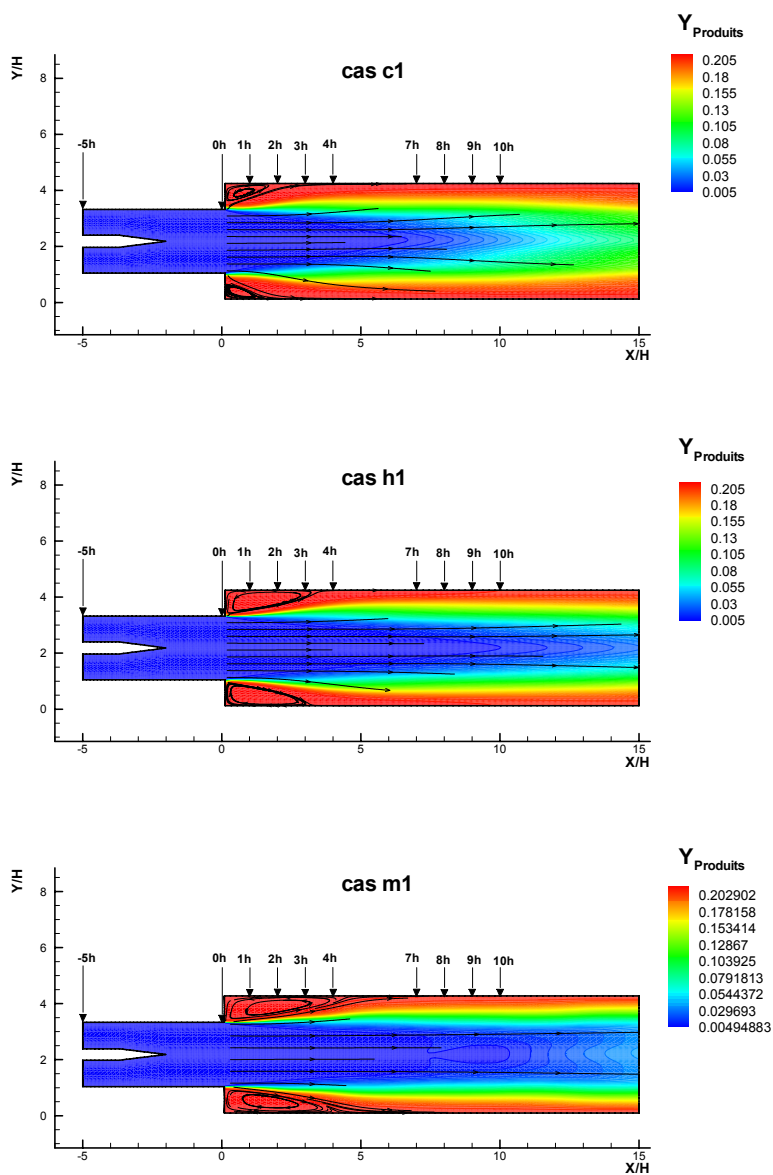 Y Produits
0.205
0.18
0.155
0.13
0.105
0.08
0.055
0.03
0.005
cas c1
Y/H
8
6
4
2
0
-5h 0h 1h 2h 3h 4h 7h 8h 9h 10h
-5 0 5 10 15
X/H
Y Produits
0.205
0.18
0.155
0.13
0.105
0.08
0.055
0.03
0.005
cas h1
Y/H
8
6
4
2
0
-5h 0h 1h 2h 3h 4h 7h 8h 9h 10h
-5 0 5 10 15
X/H
Y Produits
0.202902
0.178158
0.153414
0.12867
0.103925
0.0791813
0.0544372
0.029693
0.00494883
cas m1
Y/H
8
6
4
2
0
-5h 0h 1h 2h 3h 4h 7h 8h 9h 10h
-5 0 5 10 15
X/H